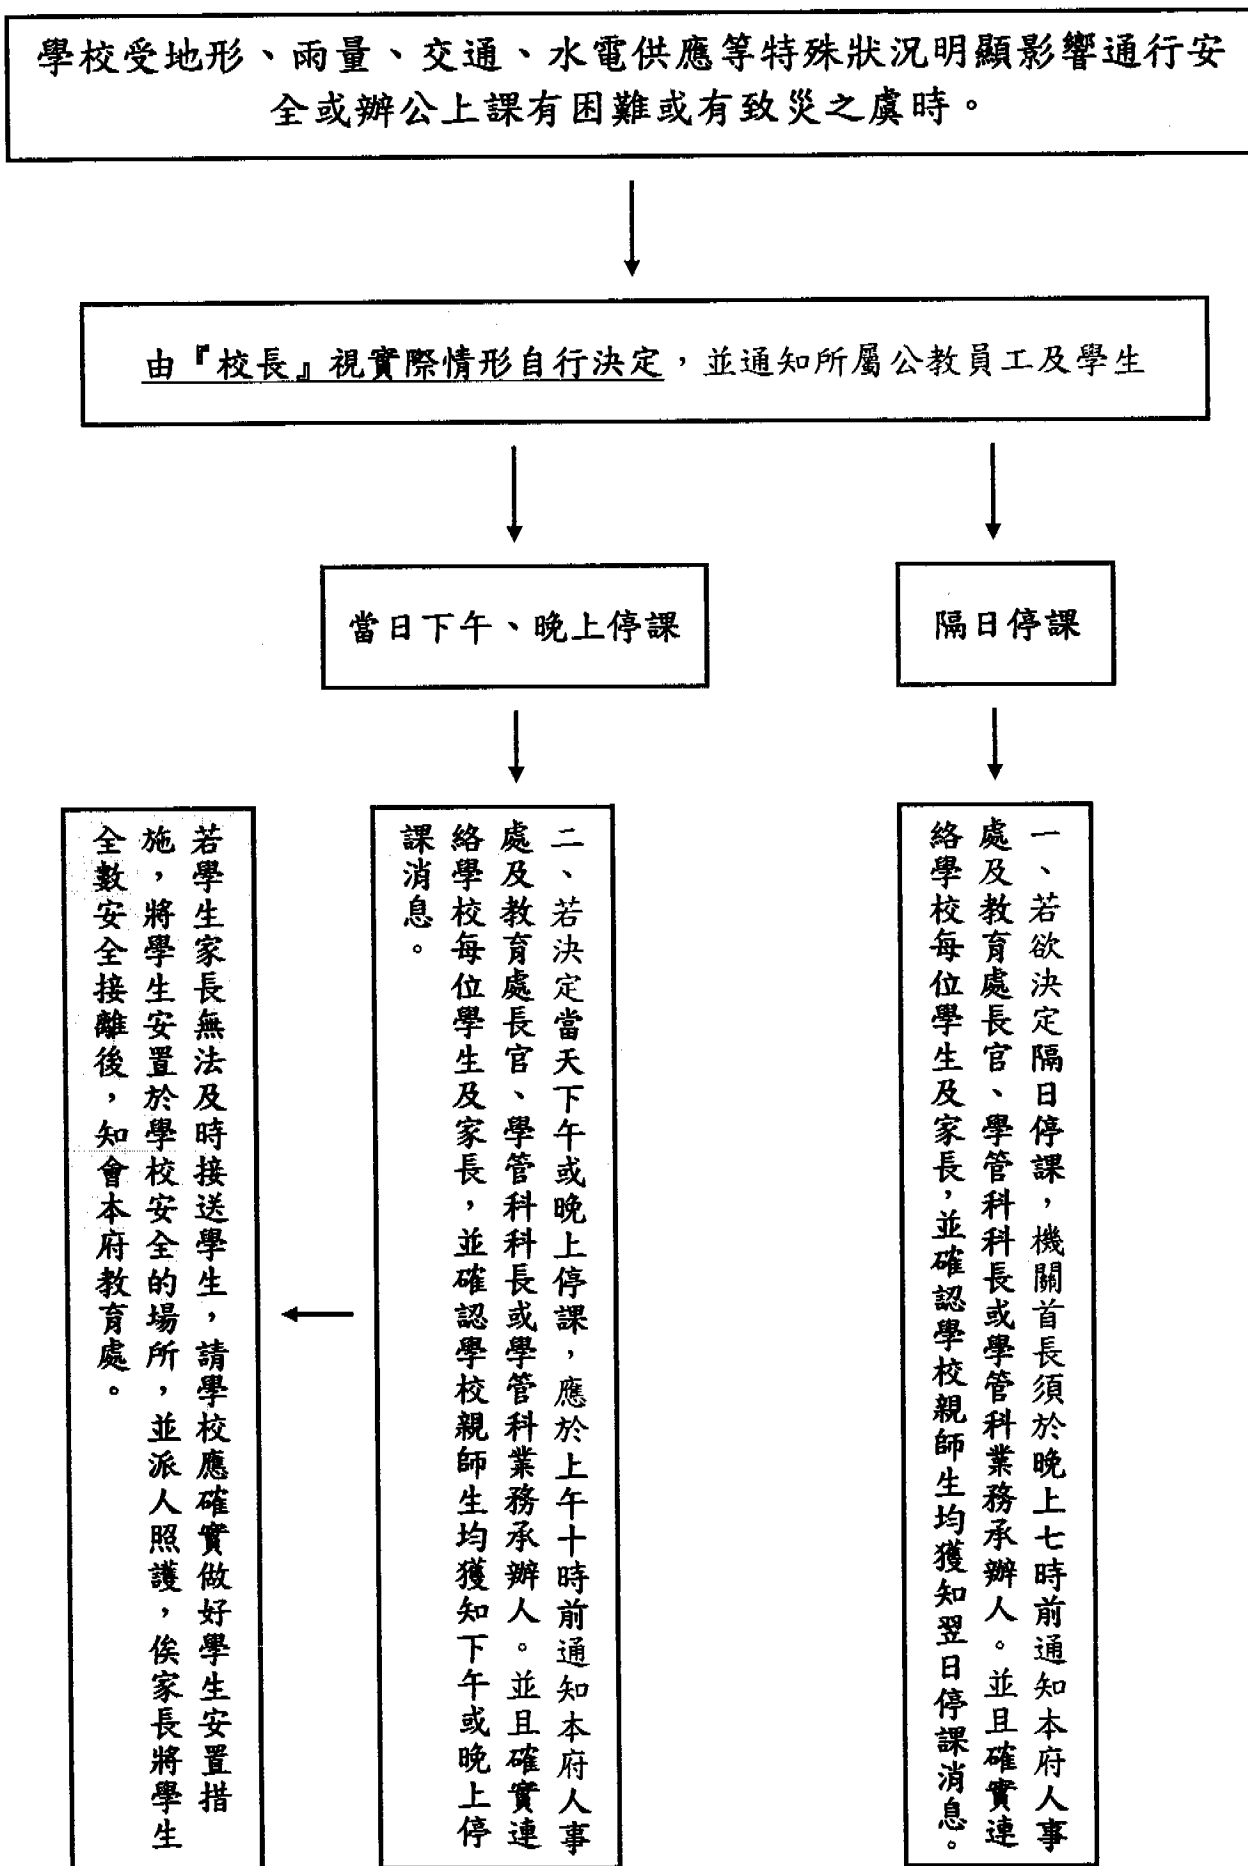 學校受地形、雨量、交通、水電供應等特殊狀況明顯影響通行安
全或辦公上課有困難或有致災之虞時。
由『校長』視實際情形自行決定，並通知所屬公教員工及學生
隔日停課
一、若欲決定隔日停課，機關首長須於晚上七時前通知本府人事
處及教育處長官、學管科科長或學管科業務承辦人。並且確實連
絡學校每位學生及家長，並確認學校親師生均獲知翌日停課消息。
當日下午、晚上停課
二、若決定當天下午或晚上停課，應於上午十時前通知本府人事
處及教育處長官、學管科科長或學管科業務承辦人。並且確實連
絡學校每位學生及家長，並確認學校親師生均獲知下午或晚上停
課消息。
若學生家長無法及時接送學生，請學校應確實做好學生安置措
施，將學生安置於學校安全的場所，並派人照護，俟家長將學生
全數安全接離後，知會本府教育處。